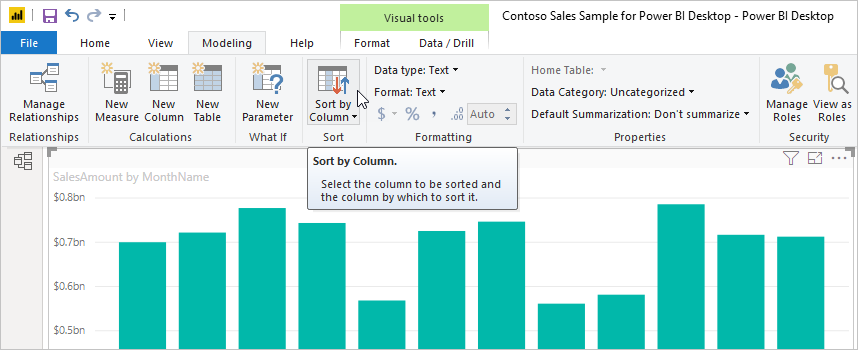 Visual tools
Contoso Sales Sample for Power BI Desktop - Power BI Desktop
File
Home
View
Modeling
Help
Format
Data / Drill
Manage
Relationships
Relationships
New
Measure
New
Column
New
Table
Calculations
New
Parameter
What If
Sort by
Column
Sort
Data type: Text
Format: Text
$ % , .00 Auto
Formatting
Home Table:
Data Category: Uncategorized
Default Summarization: Don't summarize
Properties
Manage
Roles
View as
Roles
Security
Sort by Column.
Select the column to be sorted and
the column by which to sort it.
SalesAmount by MonthName
$0.8bn
$0.7bn
$0.6bn
$0.5bn